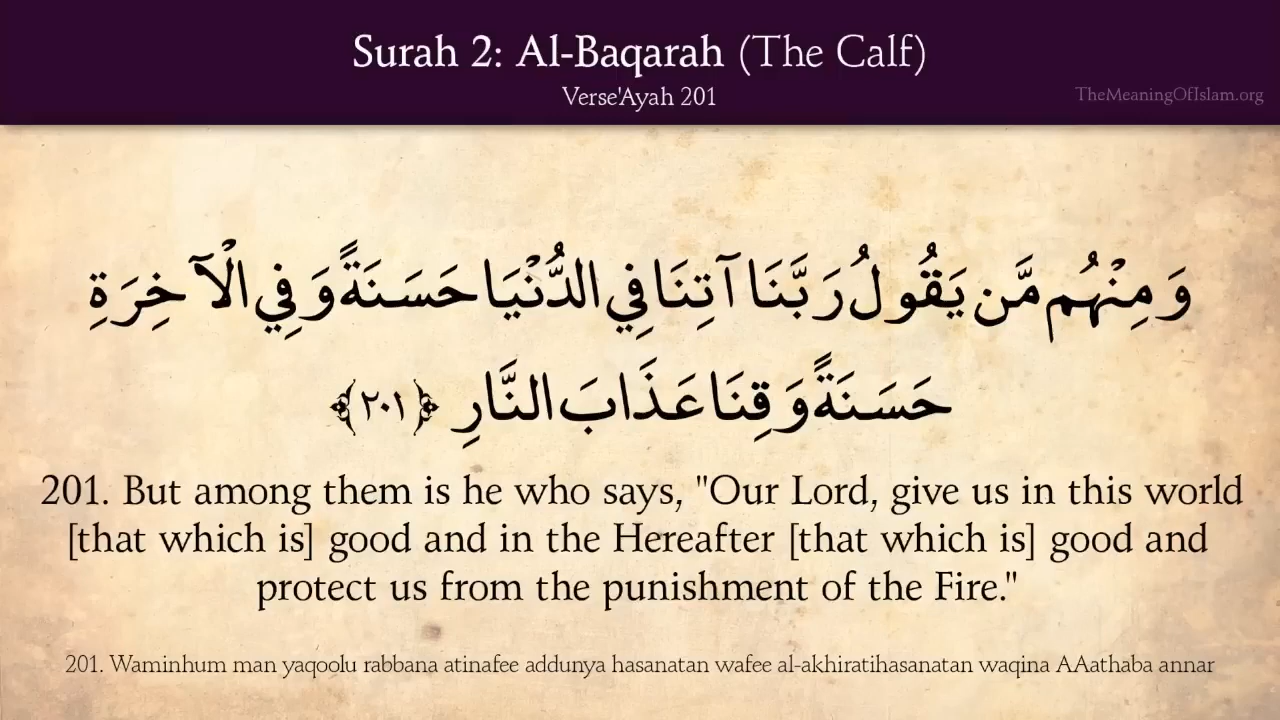 Surah 2: Al-Baqarah (The Calf)
Verse'Ayah 201
TheMeaningOfIslam.org
وَمِنْهُم مَّن يَقُولُ رَبَّنَا آتِنَا فِي الدُّنْيَا حَسَنَةً وَفِي الْآخِرَةِ
حَسَنَةً وَقِنَا عَذَابَ النَّارِ ﴿٢٠١﴾
201. But among them is he who says, "Our Lord, give us in this world
[that which is] good and in the Hereafter [that which is] good and
protect us from the punishment of the Fire."
201. Waminhum man yaqoolu rabbana atinafee addunya hasanatan wafee al-akhiratihasanatan waqina AAathaba annar